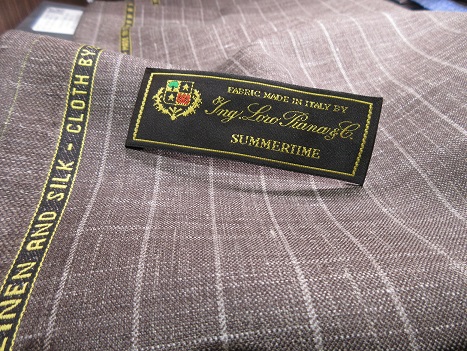 FABRIC MADE IN ITALY BY
Ing. Loro Piana & C.
SUMMERTIME
LINEN AND SILK - CLOTH BY